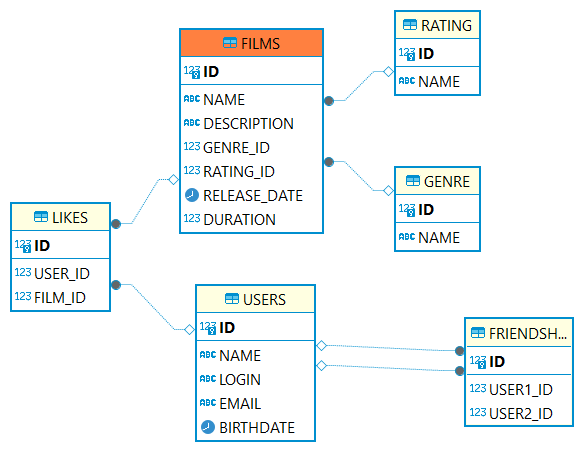 FILMS
123 ID
ABC NAME
ABC DESCRIPTION
123 GENRE_ID
123 RATING_ID
RELEASE_DATE
123 DURATION
RATING
123 ID
ABC NAME
GENRE
123 ID
ABC NAME
LIKES
123 ID
123 USER_ID
123 FILM_ID
USERS
123 ID
ABC NAME
ABC LOGIN
ABC EMAIL
BIRTHDATE
FRIENDSH...
123 ID
123 USER1_ID
123 USER2_ID